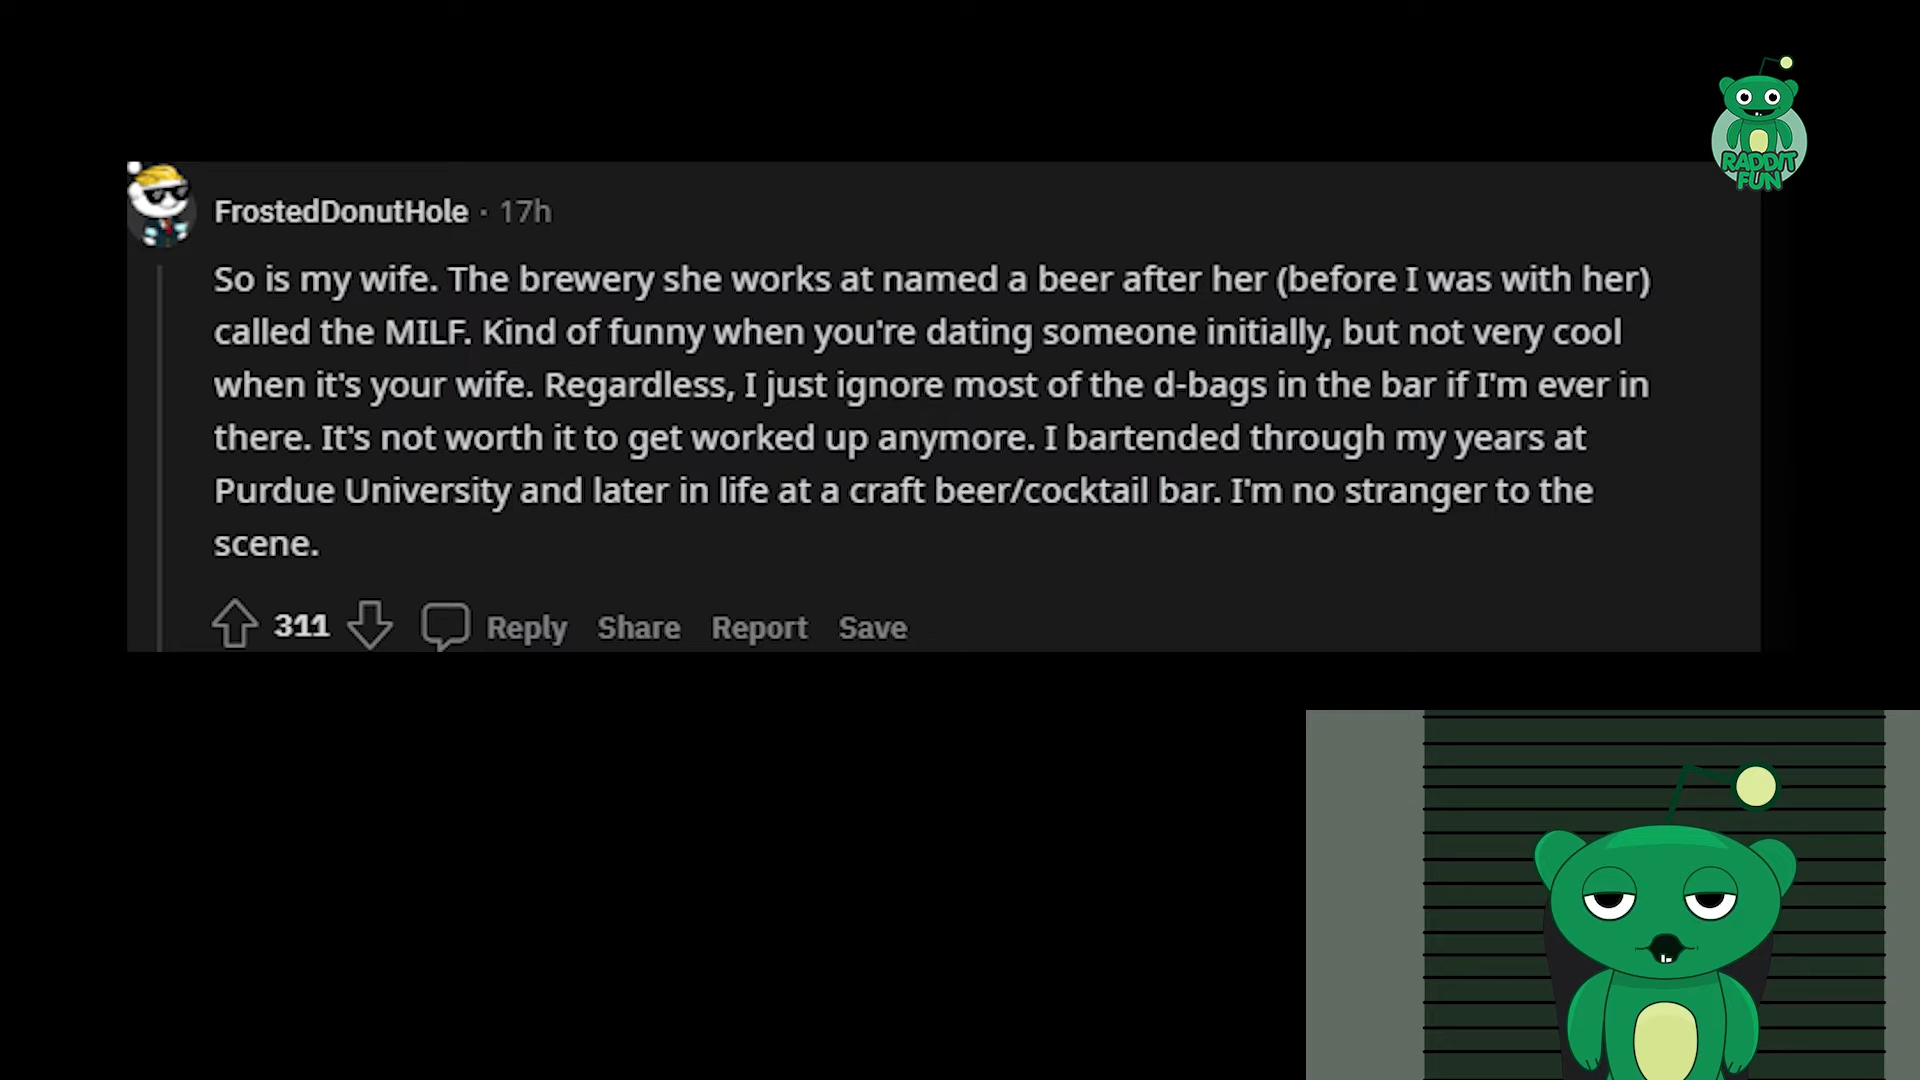 RADDIT
FUN
FrostedDonutHole · 17h
So is my wife. The brewery she works at named a beer after her (before I was with her)
called the MILF. Kind of funny when you're dating someone initially, but not very cool
when it's your wife. Regardless, I just ignore most of the d-bags in the bar if I'm ever in
there. It's not worth it to get worked up anymore. I bartended through my years at
Purdue University and later in life at a craft beer/cocktail bar. I'm no stranger to the
scene.
311 Reply Share Report Save